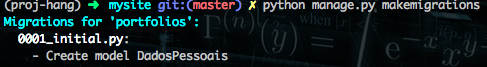 (proj-hang) ➜ mysite git:(master) ✗ python manage.py makemigrations
Migrations for 'portfolios':
0001_initial.py:
- Create model DadosPessoais